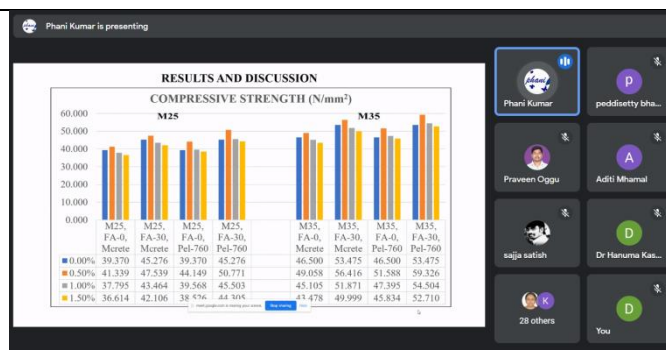 Phani Kumar is presenting
RESULTS AND DISCUSSION
COMPRESSIVE STRENGTH (N/mm²)
M25 M35
60.000
50.000
40.000
30.000
20.000
10.000
0.000
M25, M25, M25, M25, M35, M35, M35, M35,
FA-0, FA-30, FA-0, FA-30, FA-0, FA-30, FA-0, FA-30,
Mcrete Mcrete Pel-760 Pel-760 Mcrete Mcrete Pel-760 Pel-760
0.00% 39.370 45.276 39.370 45.276 46.500 53.475 46.500 53.475
0.50% 41.339 47.539 44.149 50.771 49.058 56.416 51.588 59.326
1.00% 37.795 43.464 39.568 45.503 45.105 51.871 47.395 54.504
1.50% 36.614 42.106 38.526 44.305 43.478 49.999 45.834 52.710
Stop sharing
phani
Phani Kumar
p
peddisetty bha...
Praveen Oggu
A
Aditi Mhamal
sajja satish
D
Dr Hanuma Kas...
K
28 others
D
You